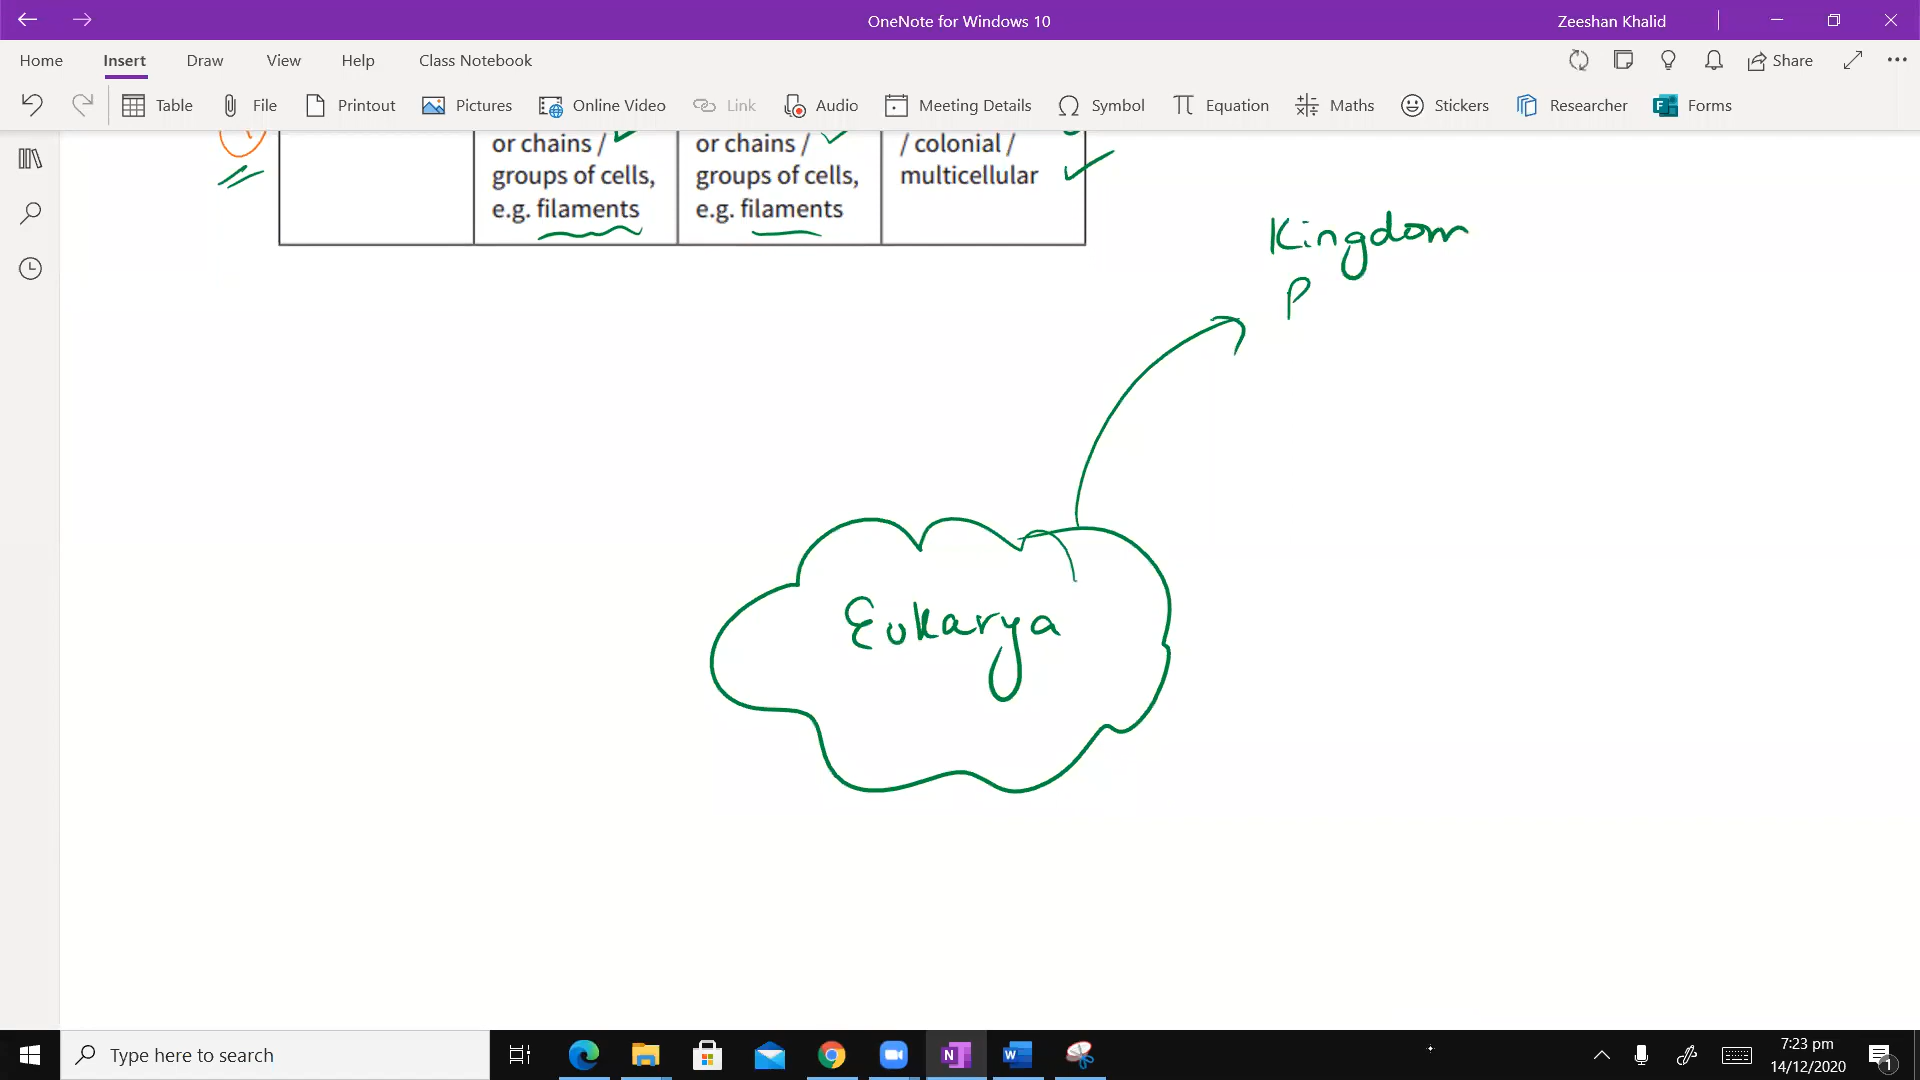 OneNote for Windows 10
Zeeshan Khalid
Home Insert Draw View Help Class Notebook Share
Table File Printout Pictures Online Video Link Audio Meeting Details Symbol Equation Maths Stickers Researcher Forms
or chains / or chains / / colonial /
groups of cells, groups of cells, multicellular
e.g. filaments e.g. filaments
Kingdom
P
Eukarya
Type here to search
7:23 pm
14/12/2020
1